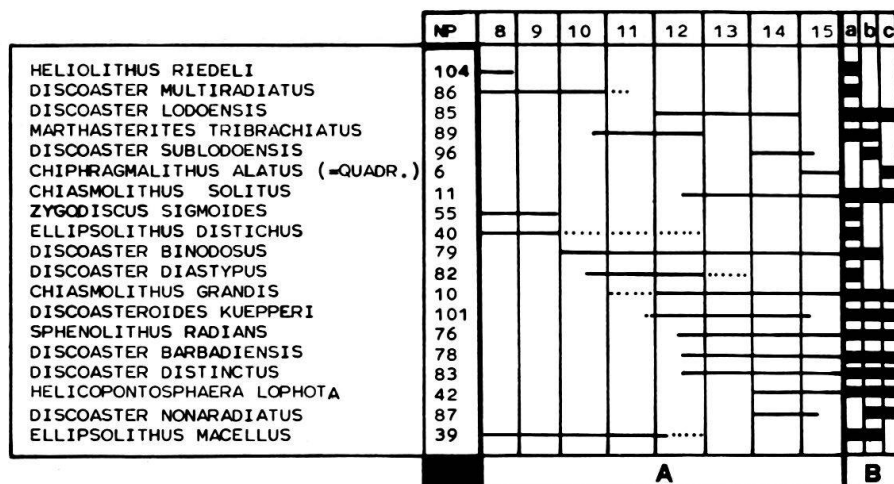 NP 8 9 10 11 12 13 14 15 a b c
HELIOLITHUS RIEDELI 104
DISCOASTER MULTIRADIATUS 86
DISCOASTER LODOENSIS 85
MARTHASTERITES TRIBRACHIATUS 89
DISCOASTER SUBLODOENSIS 96
CHIPHRAGMALITHUS ALATUS (=QUADR.) 6
CHIASMOLITHUS SOLITUS 11
ZYGODISCUS SIGMOIDES 55
ELLIPSOLITHUS DISTICHUS 40
DISCOASTER BINODOSUS 79
DISCOASTER DIASTYPUS 82
CHIASMOLITHUS GRANDIS 10
DISCOASTEROIDES KUEPPERI 101
SPHENOLITHUS RADIANS 76
DISCOASTER BARBADIENSIS 78
DISCOASTER DISTINCTUS 83
HELICOPONTOSPHAERA LOPHOTA 42
DISCOASTER NONARADIATUS 87
ELLIPSOLITHUS MACELLUS 39
A B